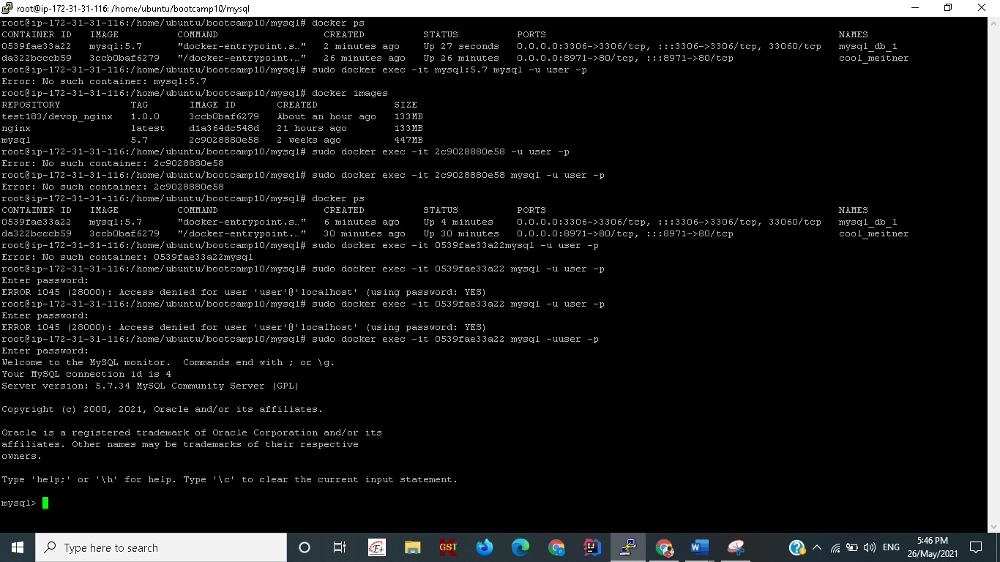 root@ip-172-31-31-116: /home/ubuntu/bootcamp10/mysql
root@ip-172-31-31-116:/home/ubuntu/bootcamp10/mysql# docker ps
CONTAINER ID   IMAGE          COMMAND                  CREATED          STATUS          PORTS                                                  NAMES
0539fae33a22   mysql:5.7      "docker-entrypoint.s…"   2 minutes ago    Up 27 seconds   0.0.0.0:3306->3306/tcp, :::3306->3306/tcp, 33060/tcp   mysql_db_1
da322bcccb59   3ccb0baf6279   "/docker-entrypoint.…"   26 minutes ago   Up 26 minutes   0.0.0.0:8971->80/tcp, :::8971->80/tcp                  cool_meitner
root@ip-172-31-31-116:/home/ubuntu/bootcamp10/mysql# sudo docker exec -it mysql:5.7 mysql -u user -p
Error: No such container: mysql:5.7
root@ip-172-31-31-116:/home/ubuntu/bootcamp10/mysql# docker images
REPOSITORY            TAG       IMAGE ID       CREATED             SIZE
test183/devop_nginx   1.0.0     3ccb0baf6279   About an hour ago   133MB
nginx                 latest    d1a364dc548d   21 hours ago        133MB
mysql                 5.7       2c9028880e58   2 weeks ago         447MB
root@ip-172-31-31-116:/home/ubuntu/bootcamp10/mysql# sudo docker exec -it 2c9028880e58 -u user -p
Error: No such container: 2c9028880e58
root@ip-172-31-31-116:/home/ubuntu/bootcamp10/mysql# sudo docker exec -it 2c9028880e58 mysql -u user -p
Error: No such container: 2c9028880e58
root@ip-172-31-31-116:/home/ubuntu/bootcamp10/mysql# docker ps
CONTAINER ID   IMAGE          COMMAND                  CREATED          STATUS          PORTS                                                  NAMES
0539fae33a22   mysql:5.7      "docker-entrypoint.s…"   6 minutes ago    Up 4 minutes    0.0.0.0:3306->3306/tcp, :::3306->3306/tcp, 33060/tcp   mysql_db_1
da322bcccb59   3ccb0baf6279   "/docker-entrypoint.…"   30 minutes ago   Up 30 minutes   0.0.0.0:8971->80/tcp, :::8971->80/tcp                  cool_meitner
root@ip-172-31-31-116:/home/ubuntu/bootcamp10/mysql# sudo docker exec -it 0539fae33a22mysql -u user -p
Error: No such container: 0539fae33a22mysql
root@ip-172-31-31-116:/home/ubuntu/bootcamp10/mysql# sudo docker exec -it 0539fae33a22 mysql -u user -p
Enter password:
ERROR 1045 (28000): Access denied for user 'user'@'localhost' (using password: YES)
root@ip-172-31-31-116:/home/ubuntu/bootcamp10/mysql# sudo docker exec -it 0539fae33a22 mysql -u user -p
Enter password:
ERROR 1045 (28000): Access denied for user 'user'@'localhost' (using password: YES)
root@ip-172-31-31-116:/home/ubuntu/bootcamp10/mysql# sudo docker exec -it 0539fae33a22 mysql -uuser -p
Enter password:
Welcome to the MySQL monitor.  Commands end with ; or \g.
Your MySQL connection id is 4
Server version: 5.7.34 MySQL Community Server (GPL)
Copyright (c) 2000, 2021, Oracle and/or its affiliates.
Oracle is a registered trademark of Oracle Corporation and/or its
affiliates. Other names may be trademarks of their respective
owners.
Type 'help;' or '\h' for help. Type '\c' to clear the current input statement.
mysql>
Type here to search
E+
GST
IJ
W
ENG
5:46 PM
26/May/2021